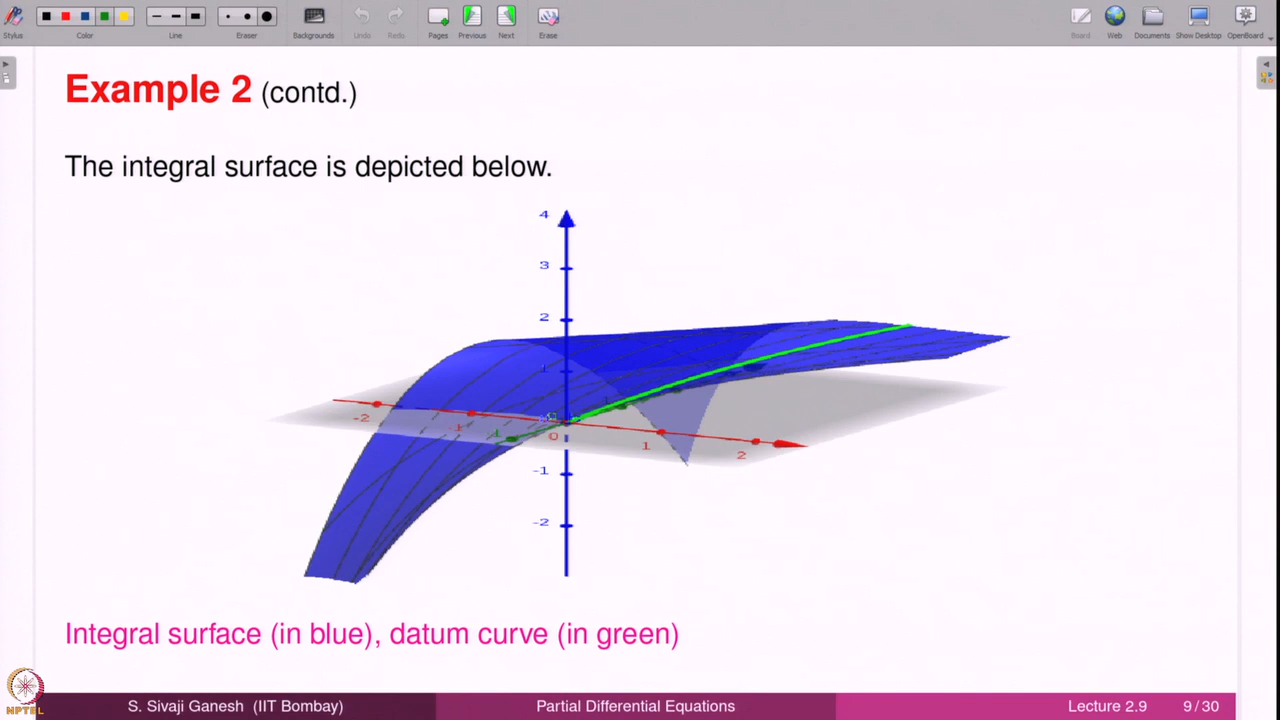 Stylus Color Line Eraser Backgrounds Undo Redo Pages Previous Next Erase Board Web Documents Show Desktop OpenBoard
Example 2 (contd.)
The integral surface is depicted below.
4
3
2
1
-2 -1 0 1 2
-1
-2
Integral surface (in blue), datum curve (in green)
NPTEL
S. Sivaji Ganesh (IIT Bombay) Partial Differential Equations Lecture 2.9 9/30